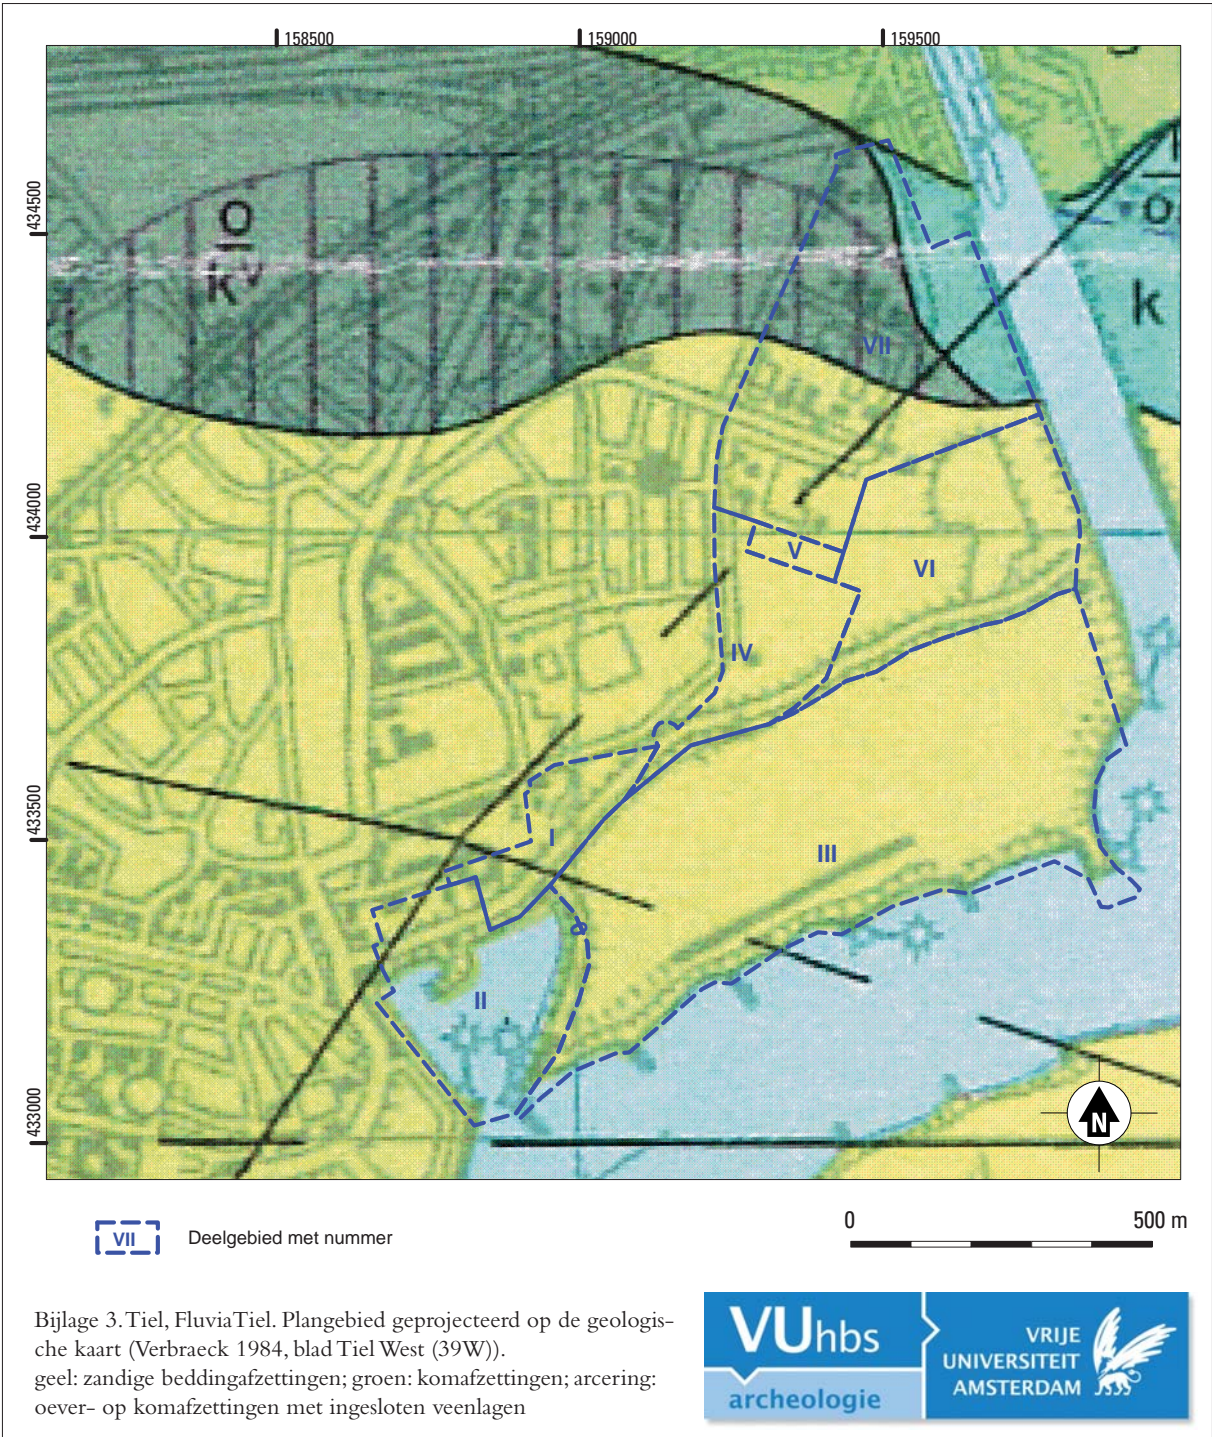 158500
159000
159500
434500
434000
433500
433000
O
k v
o
k
VII
V
VI
IV
I
III
II
N
VII
Deelgebied met nummer
0
500 m
Bijlage 3. Tiel, FluviaTiel. Plangebied geprojecteerd op de geologis-
che kaart (Verbraeck 1984, blad Tiel West (39W)).
geel: zandige beddingafzettingen; groen: komafzettingen; arcering:
oever- op komafzettingen met ingesloten veenlagen
VUhbs
archeologie
VRIJE
UNIVERSITEIT
AMSTERDAM